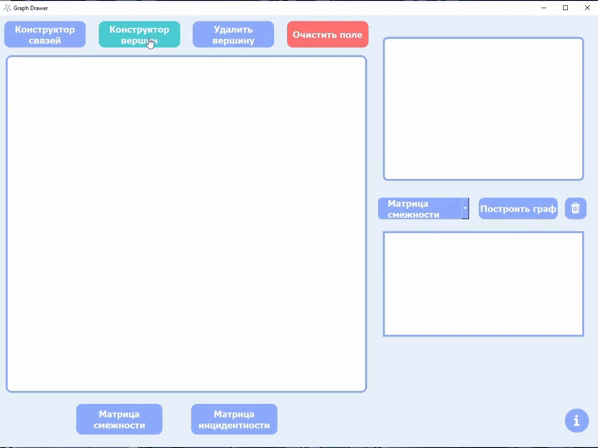 Graph Drawer
Конструктор
связей
Конструктор
вершин
Удалить
вершину
Очистить поле
Матрица
смежности
Построить граф
Матрица
смежности
Матрица
инцидентности
i